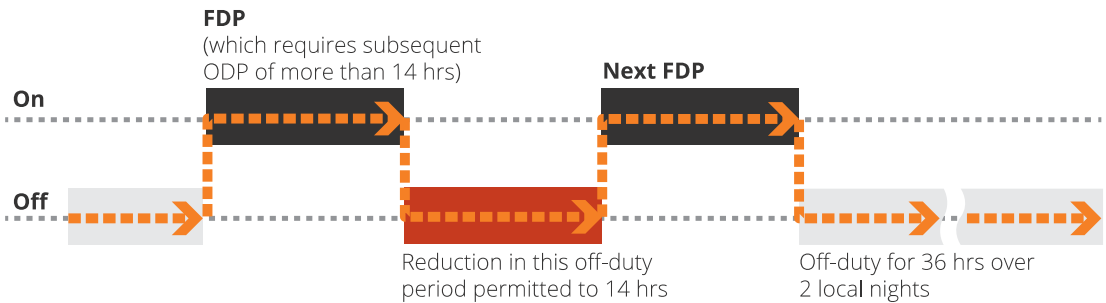 FDP
(which requires subsequent
ODP of more than 14 hrs)
Next FDP
On
Off
Reduction in this off-duty
period permitted to 14 hrs
Off-duty for 36 hrs over
2 local nights